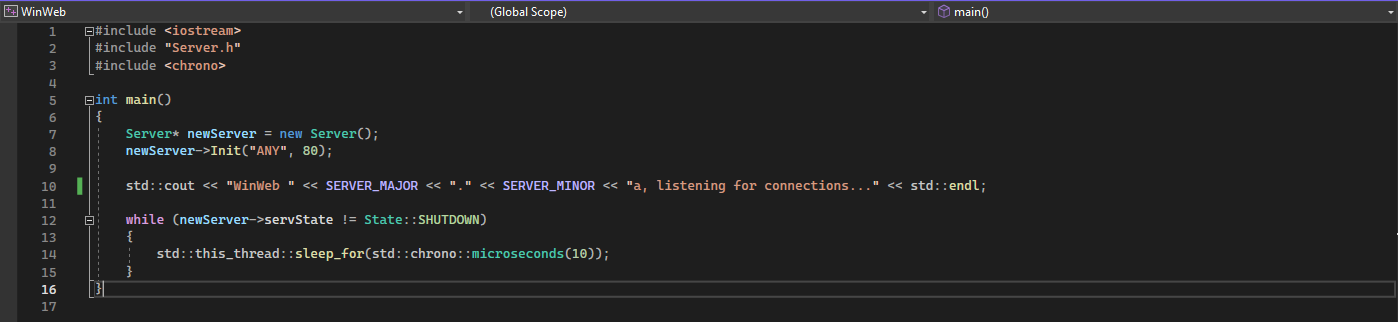 WinWeb (Global Scope) main()
1 #include <iostream>
2 #include "Server.h"
3 #include <chrono>
4
5 int main()
6 {
7 Server* newServer = new Server();
8 newServer->Init("ANY", 80);
9
10 std::cout << "WinWeb " << SERVER_MAJOR << "." << SERVER_MINOR << "a, listening for connections..." << std::endl;
11
12 while (newServer->servState != State::SHUTDOWN)
13 {
14 std::this_thread::sleep_for(std::chrono::microseconds(10));
15 }
16 }
17